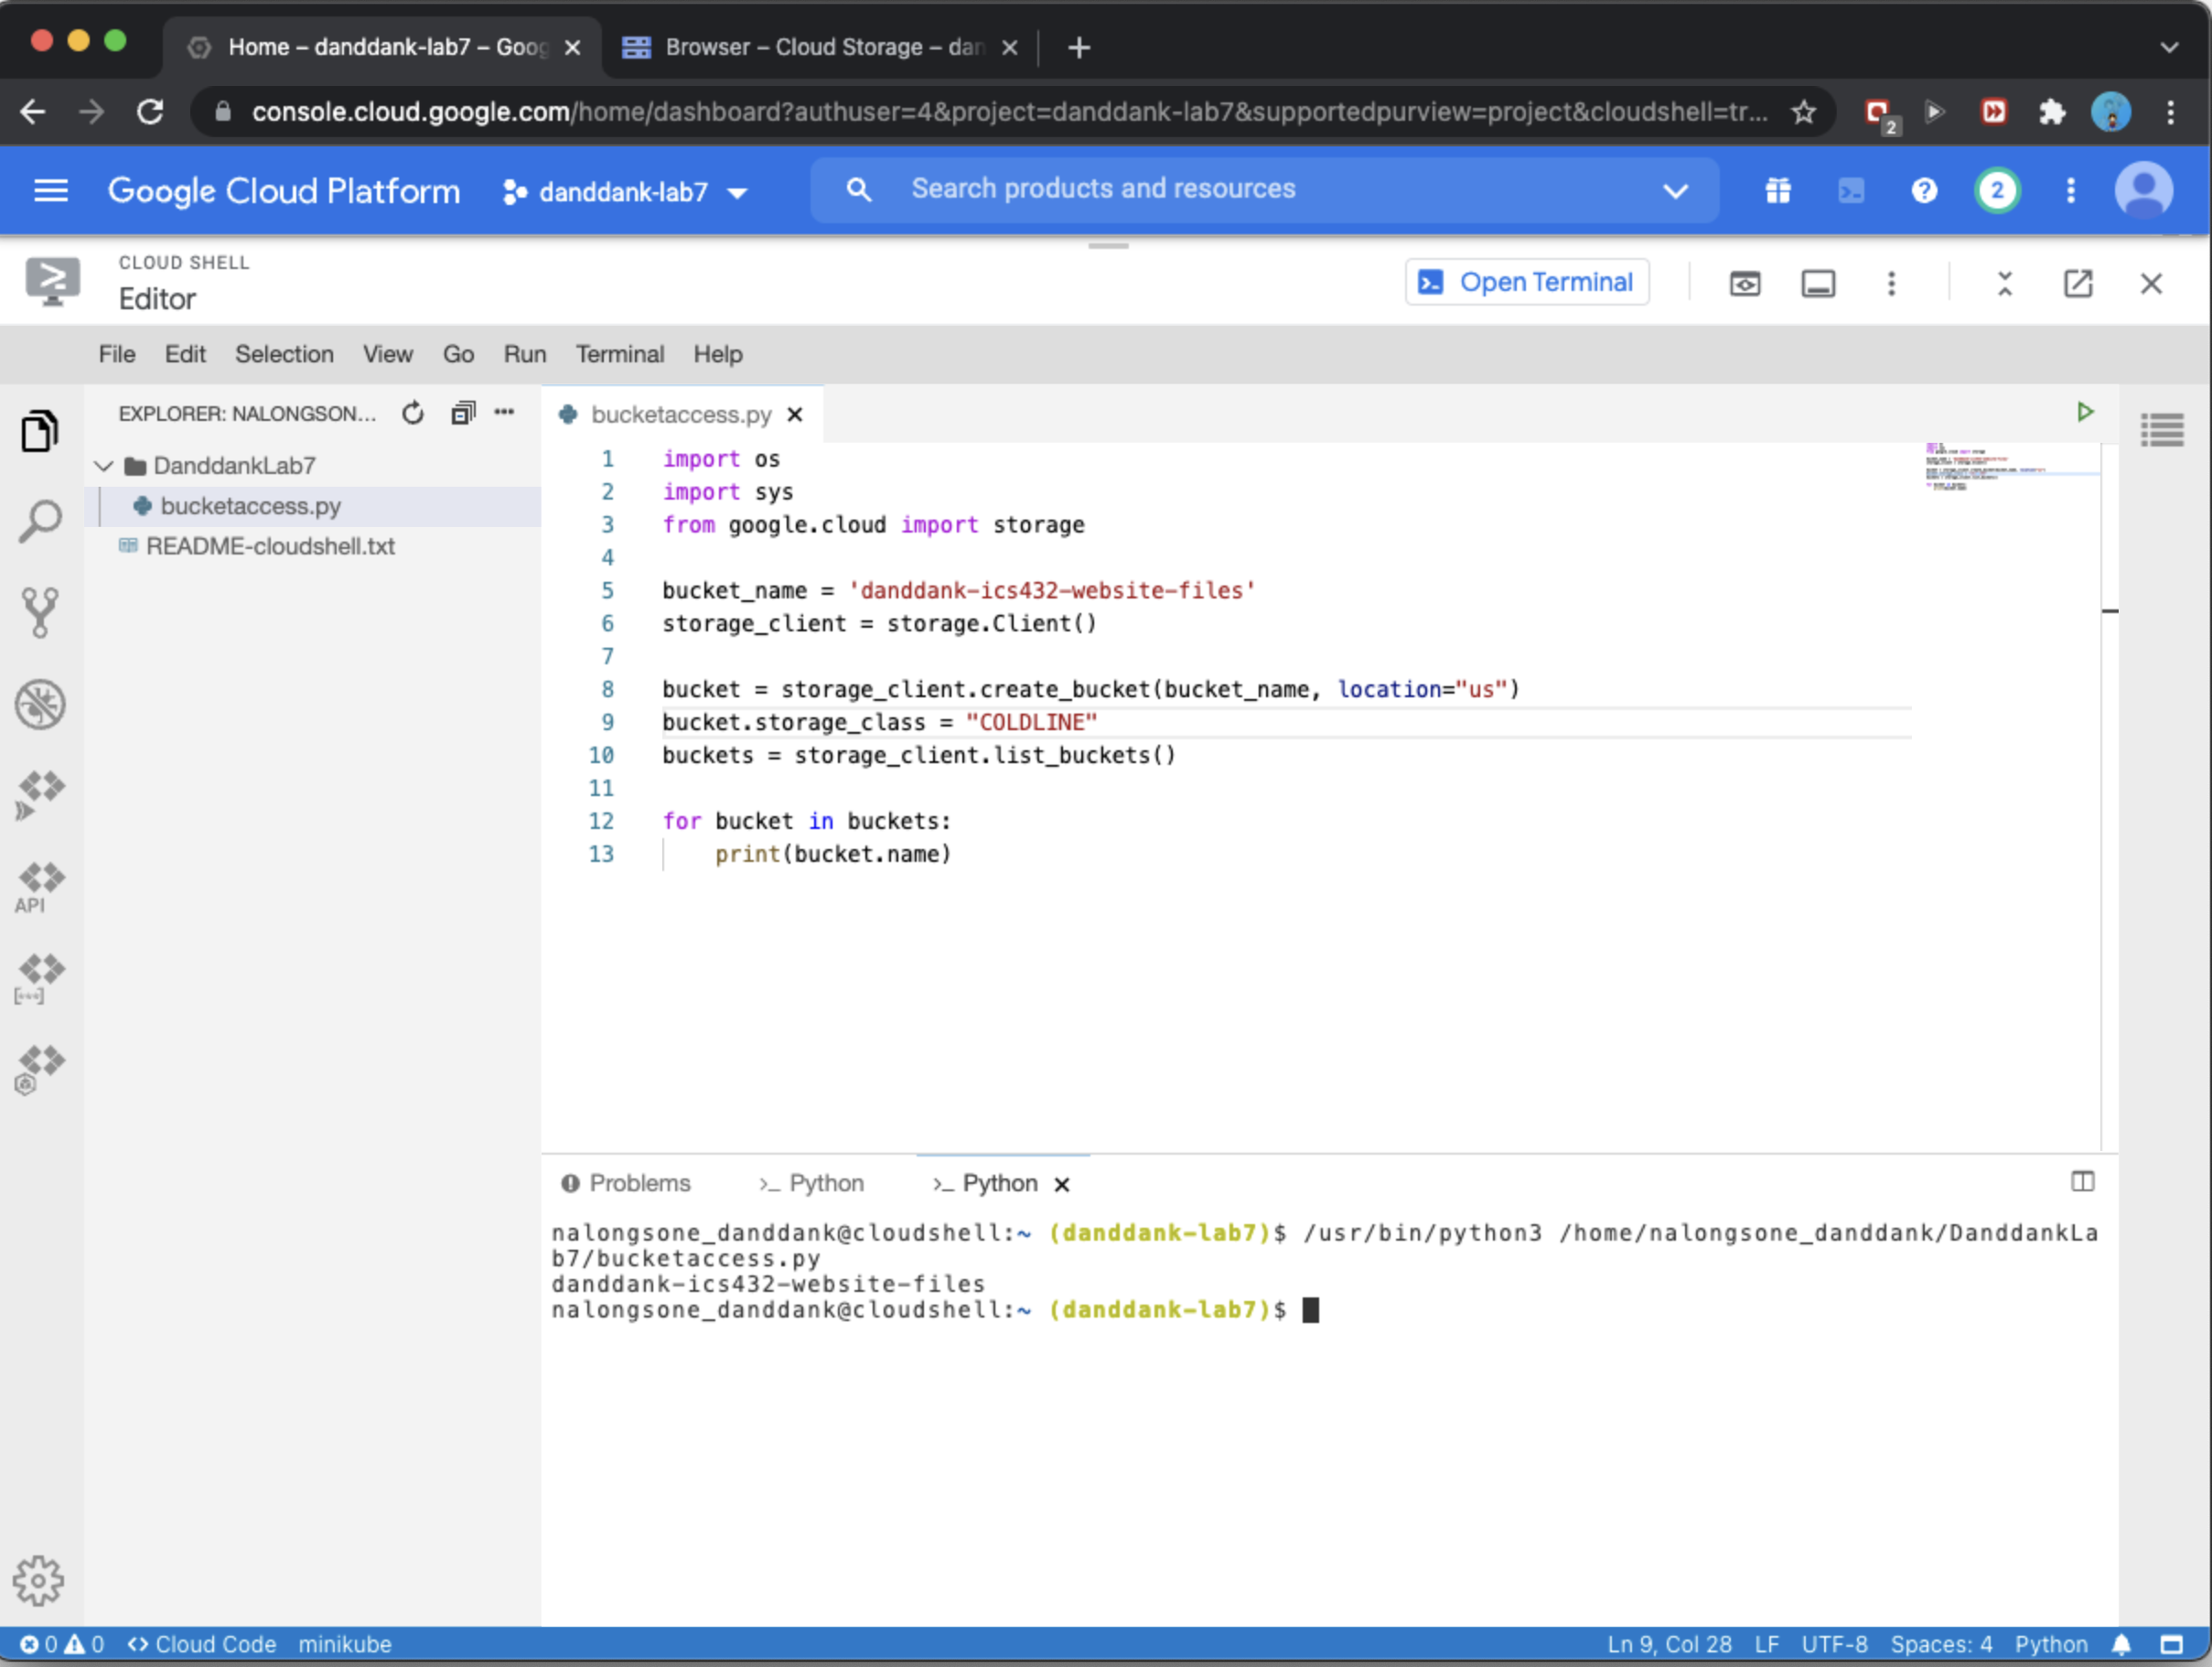 Home – danddank-lab7 – Goog
Browser – Cloud Storage – dan
console.cloud.google.com/home/dashboard?authuser=4&project=danddank-lab7&supportedpurview=project&cloudshell=tr...
2
Google Cloud Platform
danddank-lab7
Search products and resources
2
CLOUD SHELL
Editor
Open Terminal
File Edit Selection View Go Run Terminal Help
EXPLORER: NALONGSON...
DanddankLab7
bucketaccess.py
README-cloudshell.txt
API
bucketaccess.py
1 import os
2 import sys
3 from google.cloud import storage
4
5 bucket_name = 'danddank-ics432-website-files'
6 storage_client = storage.Client()
7
8 bucket = storage_client.create_bucket(bucket_name, location="us")
9 bucket.storage_class = "COLDLINE"
10 buckets = storage_client.list_buckets()
11
12 for bucket in buckets:
13 print(bucket.name)
Problems >_ Python >_ Python
nalongsone_danddank@cloudshell:~ (danddank-lab7)$ /usr/bin/python3 /home/nalongsone_danddank/DanddankLa
b7/bucketaccess.py
danddank-ics432-website-files
nalongsone_danddank@cloudshell:~ (danddank-lab7)$
0 0 <> Cloud Code minikube
Ln 9, Col 28 LF UTF-8 Spaces: 4 Python